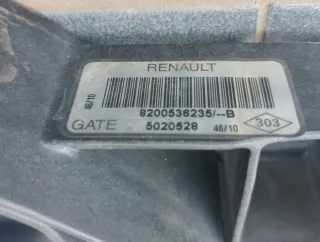 RENAULT
46/10
8200536235/--B
GATE 5020528 46/10 303